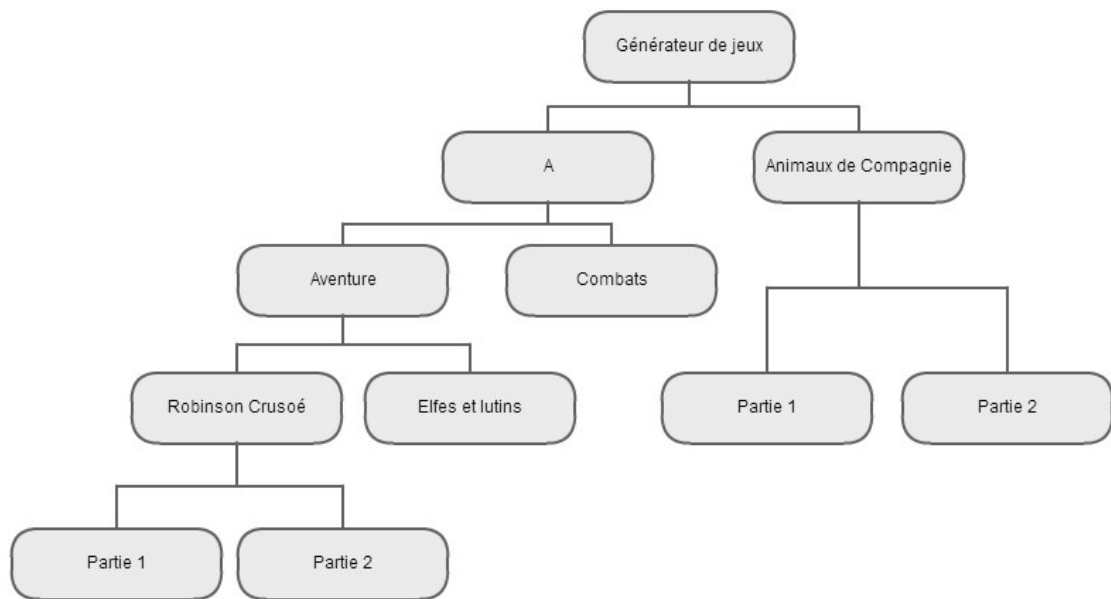 Générateur de jeux
A
Animaux de Compagnie
Aventure
Combats
Robinson Crusoé
Elfes et lutins
Partie 1
Partie 2
Partie 1
Partie 2